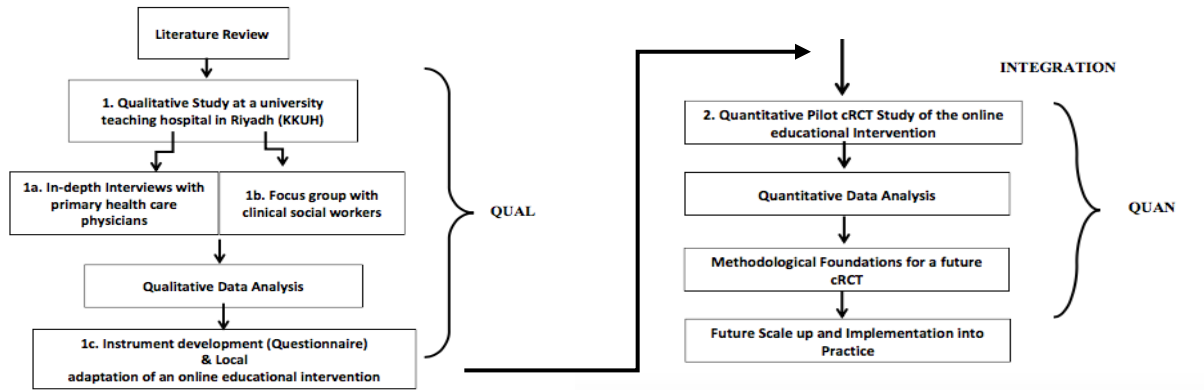 Literature Review
1. Qualitative Study at a university
teaching hospital in Riyadh (KKUH)
1a. In-depth Interviews with
primary health care
physicians
1b. Focus group with
clinical social workers
Qualitative Data Analysis
1c. Instrument development (Questionnaire)
& Local
adaptation of an online educational intervention
QUAL
INTEGRATION
2. Quantitative Pilot cRCT Study of the online
educational Intervention
Quantitative Data Analysis
Methodological Foundations for a future
cRCT
Future Scale up and Implementation into
Practice
QUAN